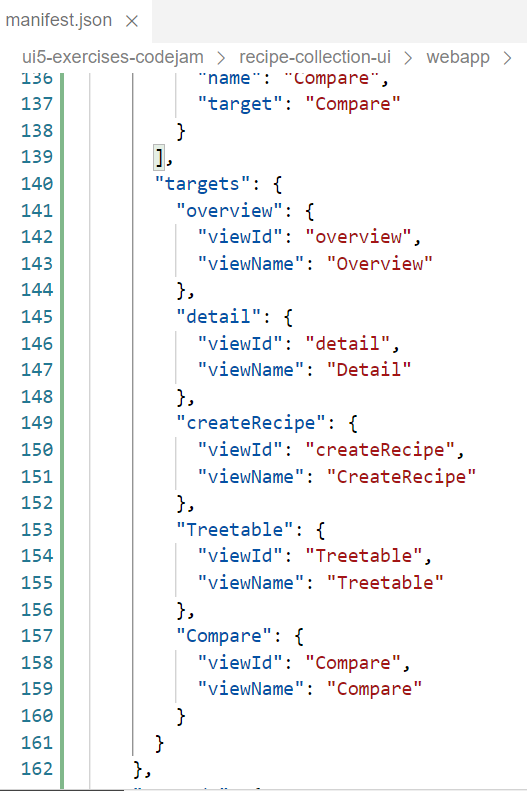 manifest.json ×
ui5-exercises-codejam > recipe-collection-ui > webapp >
136 "name": "Compare",
137 "target": "Compare"
138 }
139 ],
140 "targets": {
141 "overview": {
142 "viewId": "overview",
143 "viewName": "Overview"
144 },
145 "detail": {
146 "viewId": "detail",
147 "viewName": "Detail"
148 },
149 "createRecipe": {
150 "viewId": "createRecipe",
151 "viewName": "CreateRecipe"
152 },
153 "Treetable": {
154 "viewId": "Treetable",
155 "viewName": "Treetable"
156 },
157 "Compare": {
158 "viewId": "Compare",
159 "viewName": "Compare"
160 }
161 }
162 },